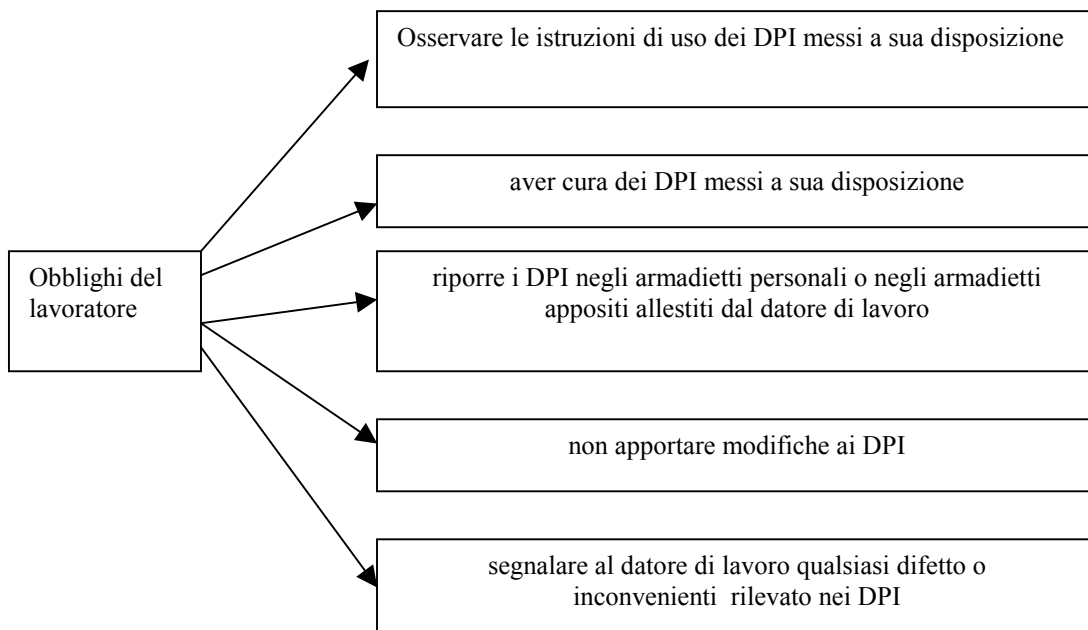 Osservare le istruzioni di uso dei DPI messi a sua disposizione
aver cura dei DPI messi a sua disposizione
Obblighi del
lavoratore
riporre i DPI negli armadietti personali o negli armadietti
appositi allestiti dal datore di lavoro
non apportare modifiche ai DPI
segnalare al datore di lavoro qualsiasi difetto o
inconvenienti rilevato nei DPI